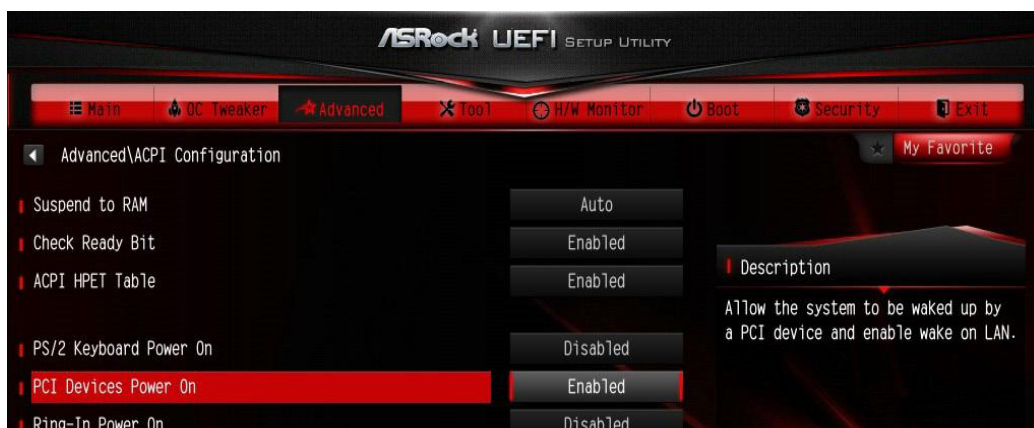 ASRock UEFI SETUP UTILITY
Main OC Tweaker Advanced Tool H/W Monitor Boot Security Exit
Advanced\ACPI Configuration
My Favorite
Suspend to RAM Auto
Check Ready Bit Enabled
ACPI HPET Table Enabled
PS/2 Keyboard Power On Disabled
PCI Devices Power On Enabled
Ring-In Power On Disabled
Description
Allow the system to be waked up by
a PCI device and enable wake on LAN.